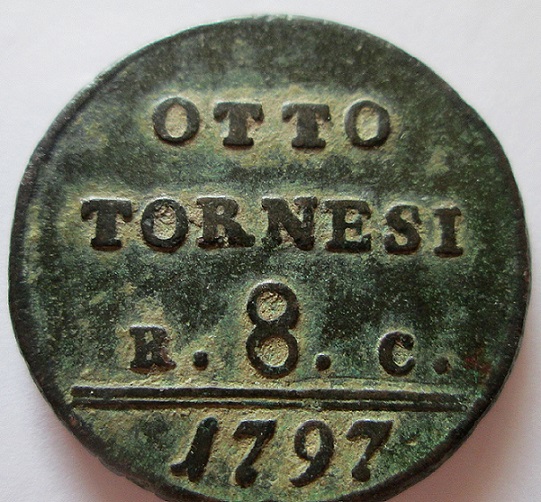 OTTO
TORNESI
R. 8. C.
1797